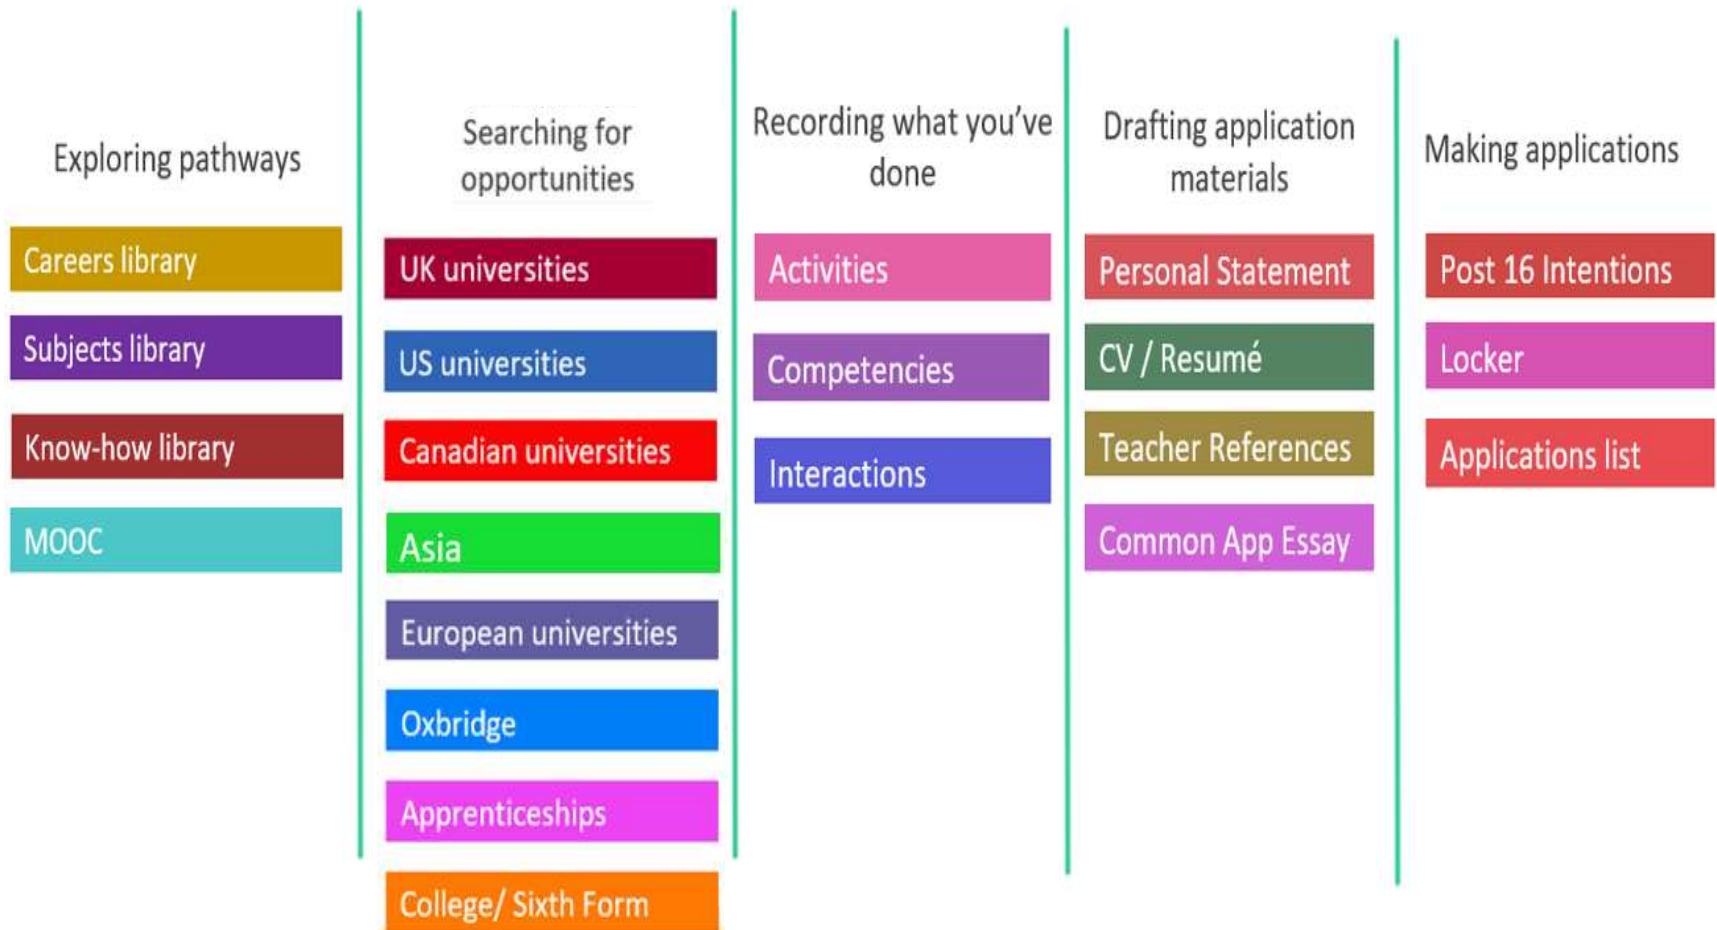 Exploring pathways
Careers library
Subjects library
Know-how library
MOOC
Searching for
opportunities
UK universities
US universities
Canadian universities
Asia
European universities
Oxbridge
Apprenticeships
College/ Sixth Form
Recording what you've
done
Activities
Competencies
Interactions
Drafting application
materials
Personal Statement
CV / Resumé
Teacher References
Common App Essay
Making applications
Post 16 Intentions
Locker
Applications list